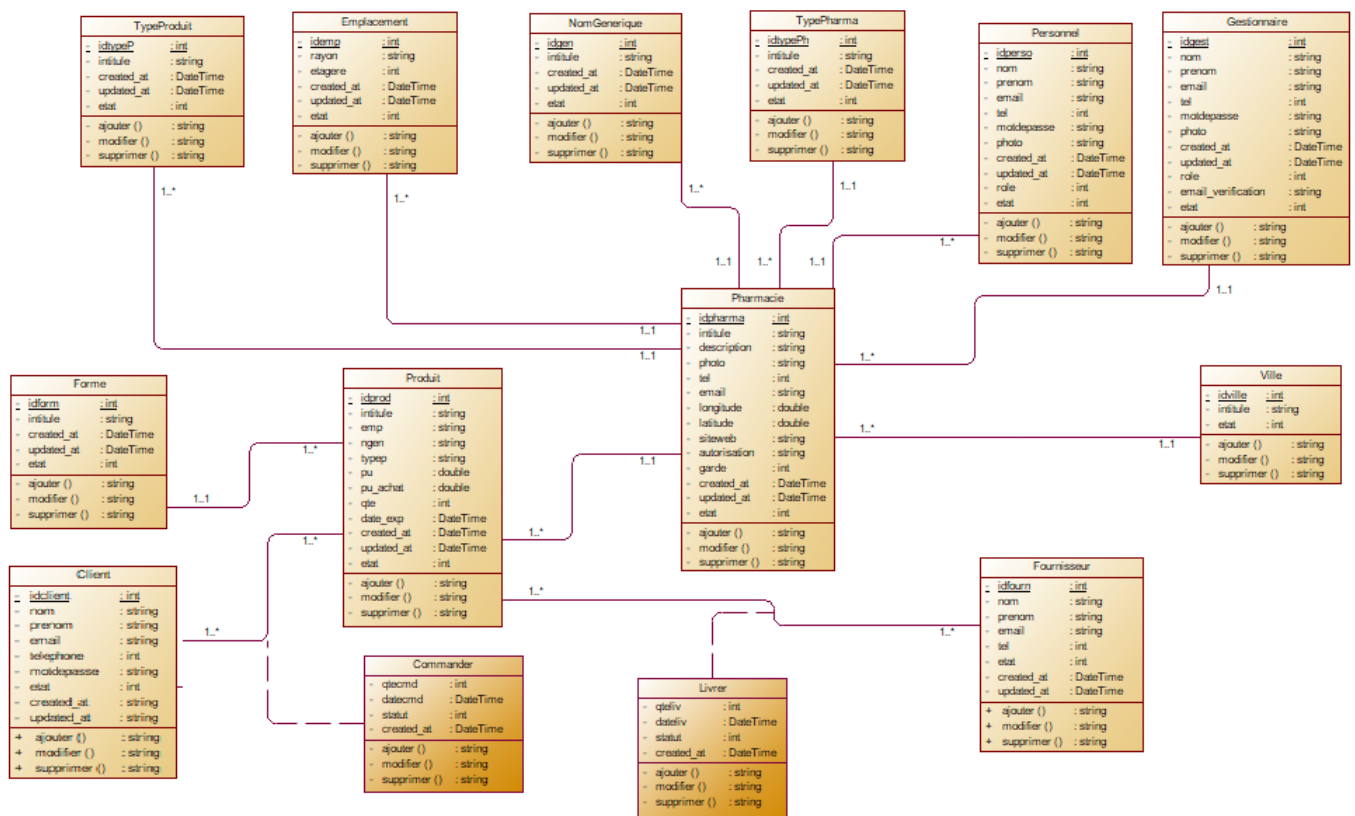 TypeProduit
- idtypeP : int
- intitule : string
- created_at : DateTime
- updated_at : DateTime
- etat : int
- ajouter () : string
- modifier () : string
- supprimer () : string
Emplacement
- idemp : int
- rayon : string
- etagere : int
- created_at : DateTime
- updated_at : DateTime
- etat : int
- ajouter () : string
- modifier () : string
- supprimer () : string
NomGenerique
- idgen : int
- intitule : string
- created_at : DateTime
- updated_at : DateTime
- etat : int
- ajouter () : string
- modifier () : string
- supprimer () : string
TypePharma
- idtypePh : int
- intitule : string
- created_at : DateTime
- updated_at : DateTime
- etat : int
- ajouter () : string
- modifier () : string
- supprimer () : string
Personnel
- idperso : int
- nom : string
- prenom : string
- email : string
- tel : int
- motdepasse : string
- photo : string
- created_at : DateTime
- updated_at : DateTime
- role : int
- etat : int
- ajouter () : string
- modifier () : string
- supprimer () : string
Gestionnaire
- idgest : int
- nom : string
- prenom : string
- email : string
- tel : int
- motdepasse : string
- photo : string
- created_at : DateTime
- updated_at : DateTime
- role : int
- email_verification : string
- etat : int
- ajouter () : string
- modifier () : string
- supprimer () : string
1..*
1..*
1..*
1..1
1..*
1..1
1..1
1..*
1..1
1..1
1..1
1..*
Pharmacie
- idpharma : int
- intitule : string
- description : string
- photo : string
- tel : int
- email : string
- longitude : double
- latitude : double
- siteweb : string
- autorisation : string
- garde : int
- created_at : DateTime
- updated_at : DateTime
- etat : int
- ajouter () : string
- modifier () : string
- supprimer () : string
Forme
- idform : int
- intitule : string
- created_at : DateTime
- updated_at : DateTime
- etat : int
- ajouter () : string
- modifier () : string
- supprimer () : string
Produit
- idprod : int
- intitule : string
- emp : string
- ngen : string
- typep : string
- pu : double
- pu_achat : double
- qte : int
- date_exp : DateTime
- created_at : DateTime
- updated_at : DateTime
- etat : int
- ajouter () : string
- modifier () : string
- supprimer () : string
Ville
- idville : int
- intitule : string
- etat : int
- ajouter () : string
- modifier () : string
- supprimer () : string
1..*
1..1
1..*
1..1
1..1
1..*
1..*
1..*
1..*
1..*
Client
- idclient : int
- nom : string
- prenom : string
- email : string
- telephone : int
- motdepasse : string
- etat : int
- created_at : string
- updated_at : string
+ ajouter () : string
+ modifier () : string
+ supprimer () : string
Commander
- qtecmd : int
- datecmd : DateTime
- statut : int
- created_at : DateTime
- ajouter () : string
- modifier () : string
- supprimer () : string
Livrer
- qteliv : int
- dateliv : DateTime
- statut : int
- created_at : DateTime
- ajouter () : string
- modifier () : string
- supprimer () : string
Fournisseur
- idfourn : int
- nom : string
- prenom : string
- email : string
- tel : int
- etat : int
- created_at : DateTime
- updated_at : DateTime
+ ajouter () : string
+ modifier () : string
+ supprimer () : string